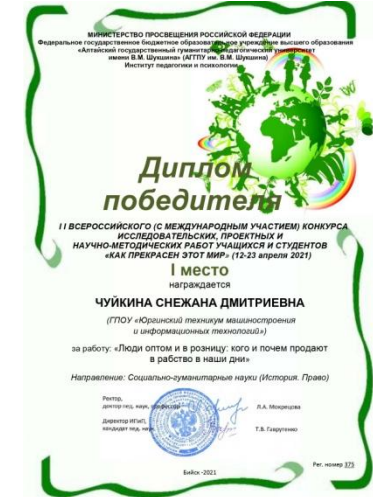 МИНИСТЕРСТВО ПРОСВЕЩЕНИЯ РОССИЙСКОЙ ФЕДЕРАЦИИ
Федеральное государственное бюджетное образовательное учреждение высшего образования
«Алтайский государственный гуманитарно-педагогический университет
имени В.М. Шукшина» (АГГПУ им. В.М. Шукшина)
Институт педагогики и психологии
Диплом
победителя
II ВСЕРОССИЙСКОГО (С МЕЖДУНАРОДНЫМ УЧАСТИЕМ) КОНКУРСА
ИССЛЕДОВАТЕЛЬСКИХ, ПРОЕКТНЫХ И
НАУЧНО-МЕТОДИЧЕСКИХ РАБОТ УЧАЩИХСЯ И СТУДЕНТОВ
«КАК ПРЕКРАСЕН ЭТОТ МИР» (12-23 апреля 2021)
I место
награждается
ЧУЙКИНА СНЕЖАНА ДМИТРИЕВНА
(ГПОУ «Юргинский техникум машиностроения
и информационных технологий»)
за работу: «Люди оптом и в розницу: кого и почем продают
в рабство в наши дни»
Направление: Социально-гуманитарные науки (История. Право)
Ректор,
доктор пед. наук, профессор Л.А. Мокрецова
Директор ИПиП,
кандидат пед. наук Т.В. Гавруленко
Рег. номер 375
Бийск -2021